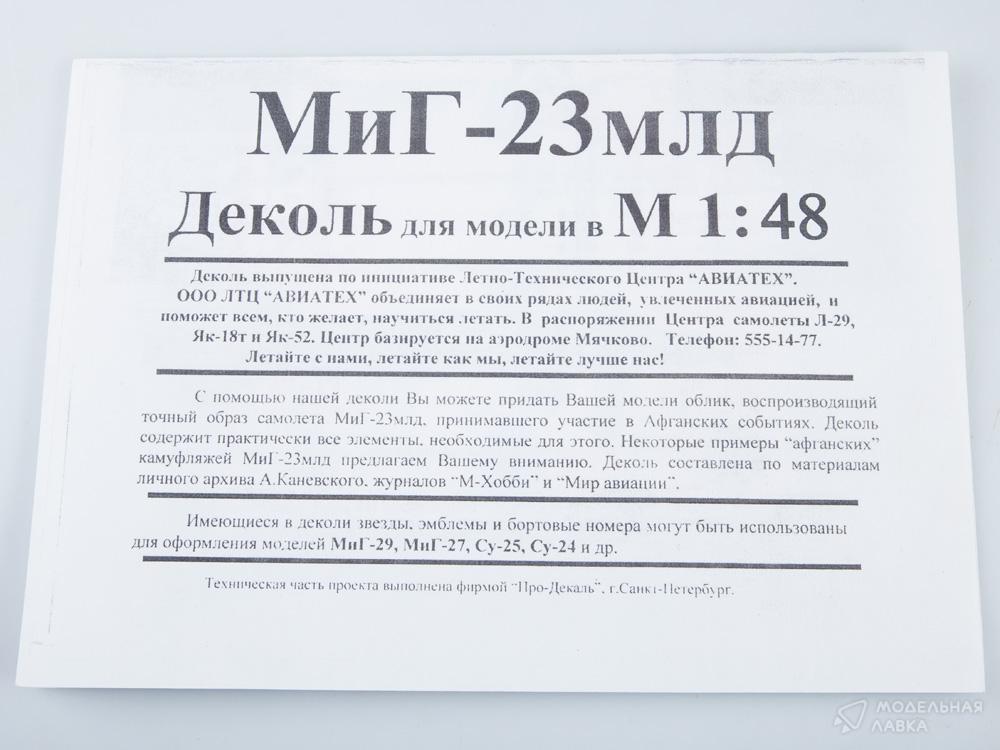 МиГ-23млд
Деколь для модели в М 1:48
Деколь выпущена по инициативе Летно-Технического Центра “АВИАТЕХ”.
ООО ЛТЦ “АВИАТЕХ” объединяет в своих рядах людей, увлеченных авиацией, и
поможет всем, кто желает, научиться летать. В распоряжении Центра самолеты Л-29,
Як-18т и Як-52. Центр базируется на аэродроме Мячково. Телефон: 555-14-77.
Летайте с нами, летайте как мы, летайте лучше нас!
С помощью нашей деколи Вы можете придать Вашей модели облик, воспроизводящий
точный образ самолета МиГ-23млд, принимавшего участие в Афганских событиях. Деколь
содержит практически все элементы, необходимые для этого. Некоторые примеры “афганских”
камуфляжей МиГ-23млд предлагаем Вашему вниманию. Деколь составлена по материалам
личного архива А.Каневского, журналов “М-Хобби” и “Мир авиации”.
Имеющиеся в деколи звезды, эмблемы и бортовые номера могут быть использованы
для оформления моделей МиГ-29, МиГ-27, Су-25, Су-24 и др.
Техническая часть проекта выполнена фирмой “Про-Декаль”, г.Санкт-Петербург.
МОДЕЛЬНАЯ
ЛАВКА